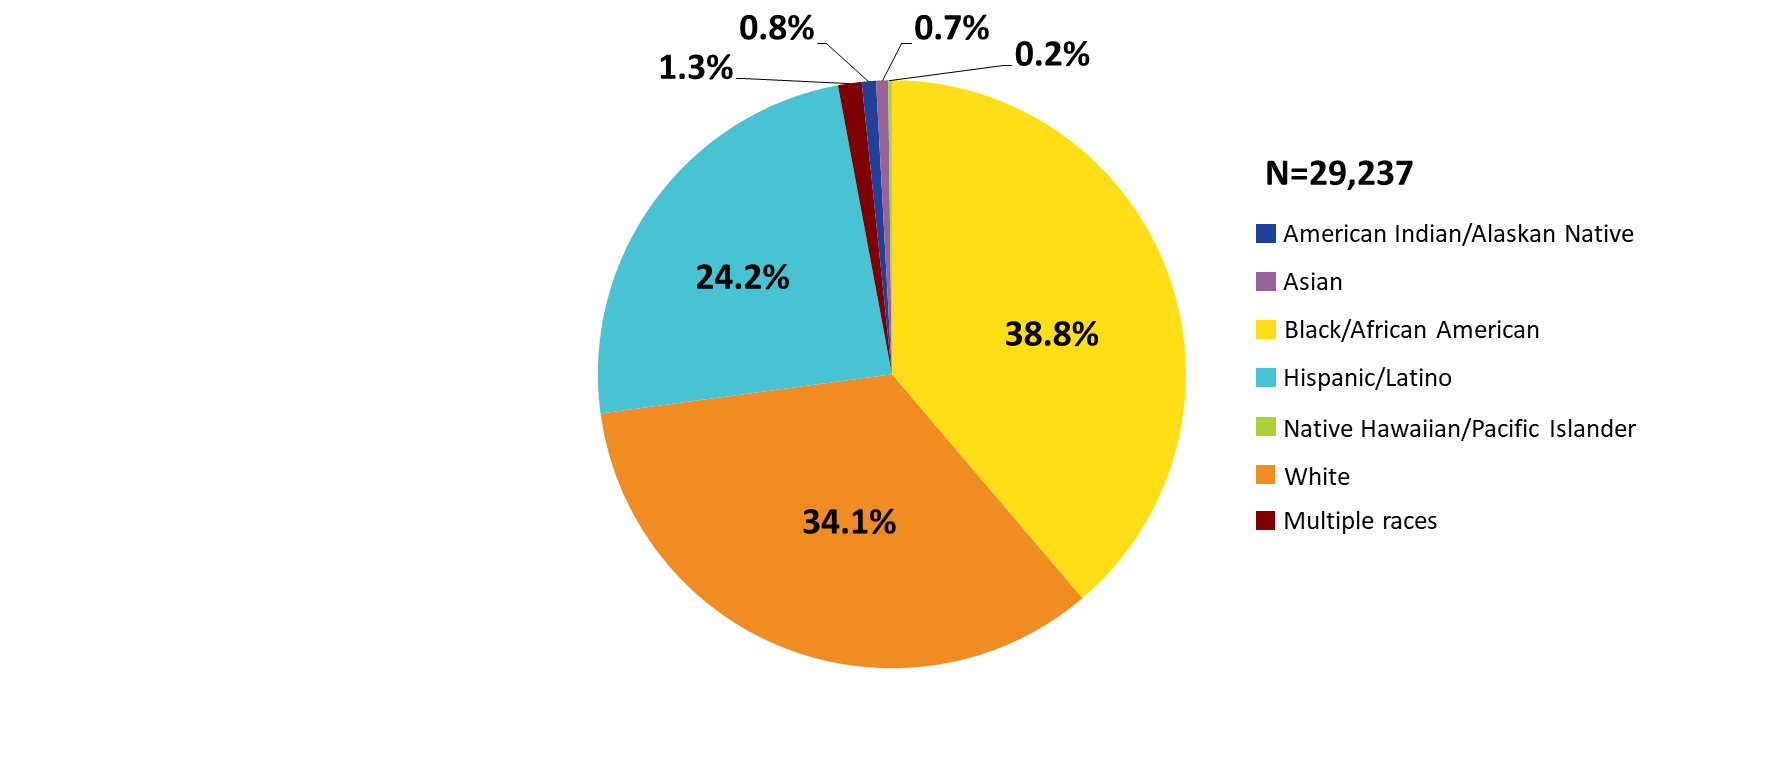 0.8%
0.7%
1.3%
0.2%
N=29,237
American Indian/Alaskan Native
24.2%
Asian
38.8%
Black/African American
Hispanic/Latino
Native Hawaiian/Pacific Islander
White
34.1%
Multiple races